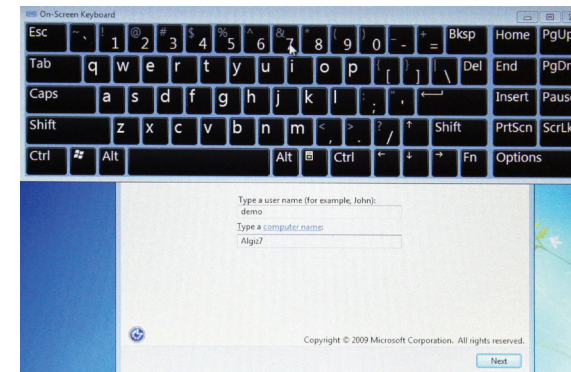 On-Screen Keyboard
Esc ~ ` ! 1 @ 2 # 3 $ 4 % 5 ^ 6 & 7 * 8 ( 9 ) 0 _ - + = Bksp Home PgUp
Tab q w e r t y u i o p { [ } ] | \ Del End PgDn
Caps a s d f g h j k l : ; " ' Insert Pause
Shift z x c v b n m < , > . ? / ↑ Shift PrtScn ScrLk
Ctrl Alt Alt Ctrl ← ↓ → Fn Options
Type a user name (for example, John):
demo
Type a computer name:
Algiz7
Copyright © 2009 Microsoft Corporation. All rights reserved.
Next